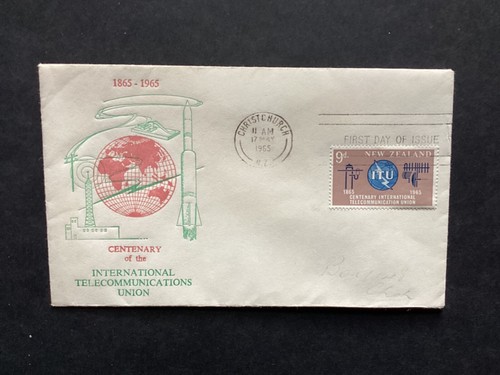 1865 - 1965
CENTENARY
of the
INTERNATIONAL
TELECOMMUNICATIONS
UNION
CHRISTCHURCH
11 AM
17 MAY
1965
N.Z.
FIRST DAY OF ISSUE
9d. NEW ZEALAND
ITU
1865 1965
CENTENARY INTERNATIONAL
TELECOMMUNICATION UNION